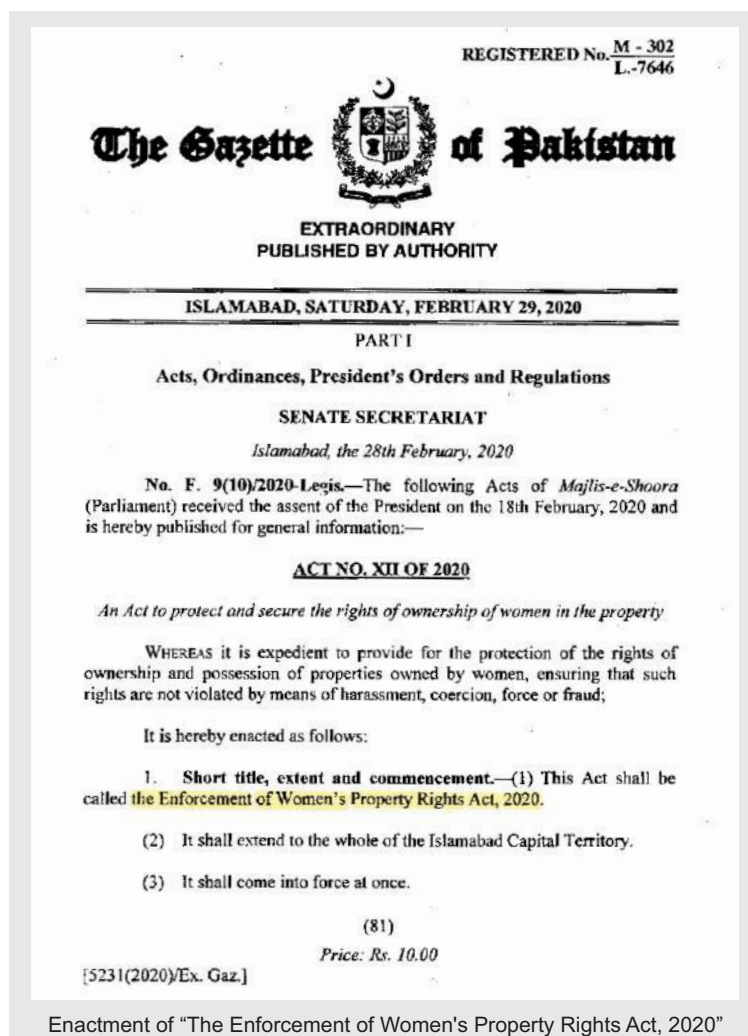 REGISTERED No. M - 302
L.-7646
The Gazette of Pakistan
EXTRAORDINARY
PUBLISHED BY AUTHORITY
ISLAMABAD, SATURDAY, FEBRUARY 29, 2020
PART I
Acts, Ordinances, President's Orders and Regulations
SENATE SECRETARIAT
Islamabad, the 28th February, 2020
No. F. 9(10)/2020-Legis.—The following Acts of Majlis-e-Shoora
(Parliament) received the assent of the President on the 18th February, 2020 and
is hereby published for general information:—
ACT NO. XII OF 2020
An Act to protect and secure the rights of ownership of women in the property
WHEREAS it is expedient to provide for the protection of the rights of
ownership and possession of properties owned by women, ensuring that such
rights are not violated by means of harassment, coercion, force or fraud;
It is hereby enacted as follows:
1. Short title, extent and commencement.—(1) This Act shall be
called the Enforcement of Women's Property Rights Act, 2020.
(2) It shall extend to the whole of the Islamabad Capital Territory.
(3) It shall come into force at once.
(81)
Price: Rs. 10.00
[5231(2020)/Ex. Gaz.]
Enactment of “The Enforcement of Women's Property Rights Act, 2020”